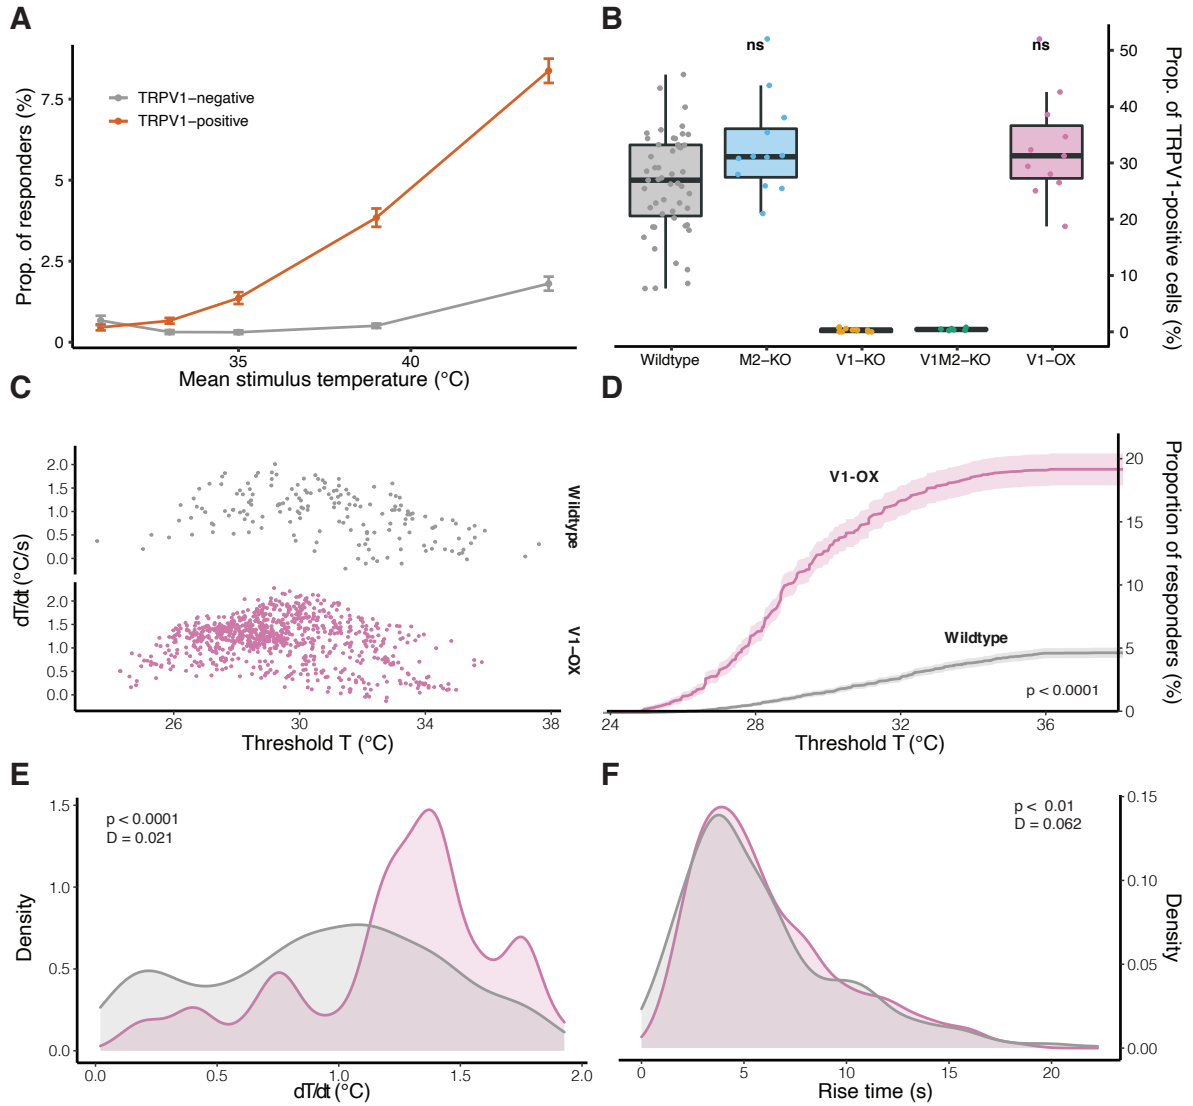 A
Prop. of responders (%)
7.5
5
2.5
0
TRPV1−negative
TRPV1−positive
35
40
Mean stimulus temperature (°C)
B
ns
ns
50
40
30
20
10
0
Prop. of TRPV1-positive cells (%)
Wildtype
M2−KO
V1−KO
V1M2−KO
V1−OX
C
dT/dt (°C/s)
2.0
1.5
1.0
0.5
0.0
Wildtype
2.0
1.5
1.0
0.5
0.0
V1−OX
26
30
34
38
Threshold T (°C)
D
V1-OX
Wildtype
p < 0.0001
20
15
10
5
0
Proportion of responders (%)
24
28
32
36
Threshold T (°C)
E
Density
1.5
1.0
0.5
0.0
p < 0.0001
D = 0.021
0.0
0.5
1.0
1.5
2.0
dT/dt (°C)
F
p < 0.01
D = 0.062
0.15
0.10
0.05
0.00
Density
0
5
10
15
20
Rise time (s)